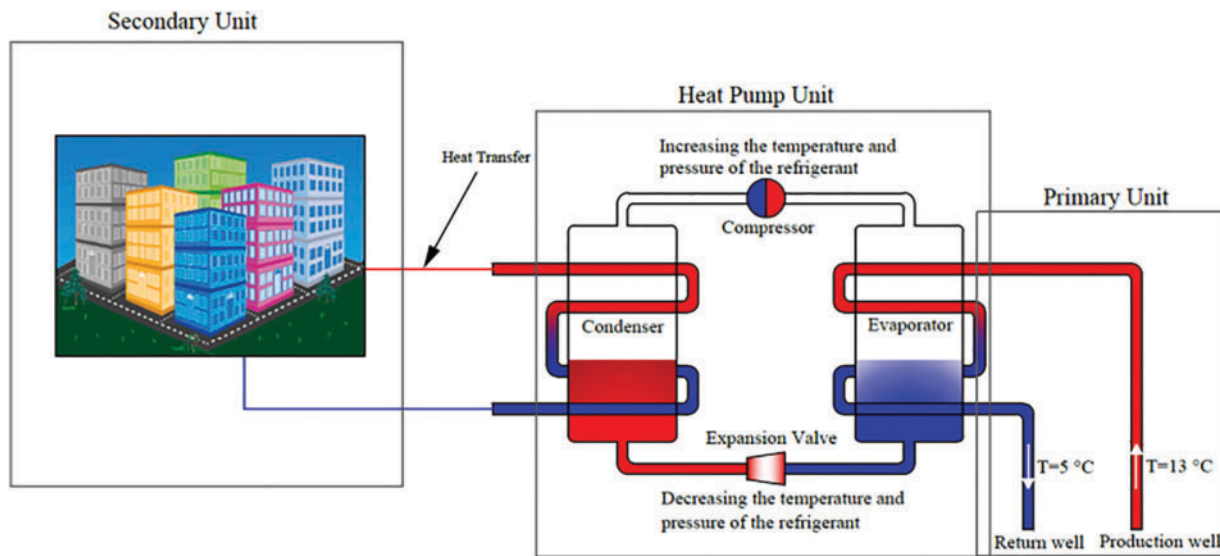 Secondary Unit
Heat Pump Unit
Increasing the temperature and
pressure of the refrigerant
Heat Transfer
Primary Unit
Compressor
Condenser
Evaporator
Expansion Valve
T=5 °C
T=13 °C
Decreasing the temperature and
pressure of the refrigerant
Return well
Production well